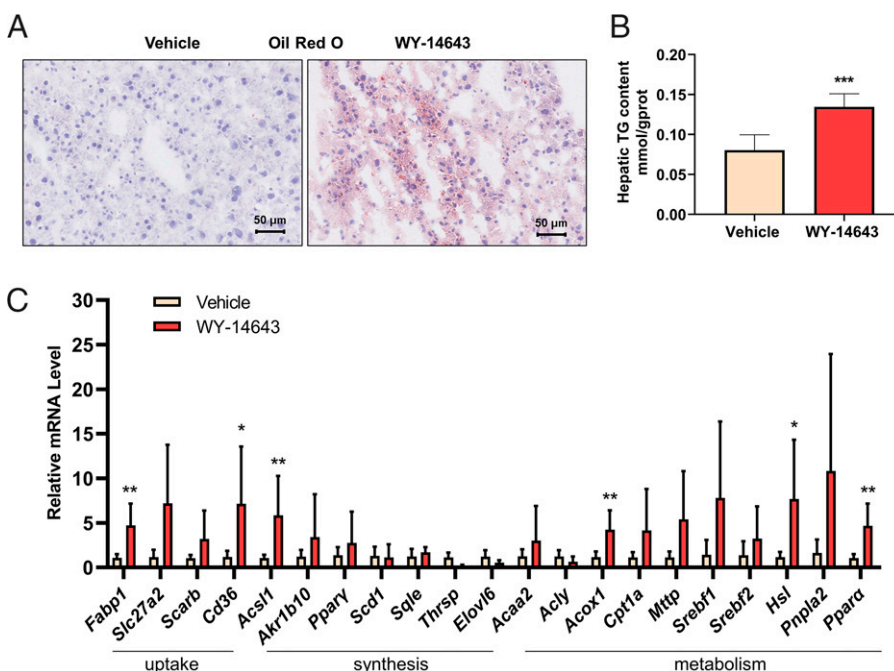 A
Vehicle Oil Red O WY-14643
50 µm 50 µm
B
Hepatic TG content
mmol/gprot
0.20
0.15
0.10
0.05
0.00
***
Vehicle WY-14643
C
Vehicle
WY-14643
Relative mRNA Level
30
25
20
15
10
5
0
** * ** ** * **
Fabp1 Slc27a2 Scarb Cd36 Acsl1 Akr1b10 Pparγ Scd1 Sqle Thrsp Elovl6 Acaa2 Acly Acox1 Cpt1a Mttp Srebf1 Srebf2 Hsl Pnpla2 Pparα
uptake synthesis metabolism